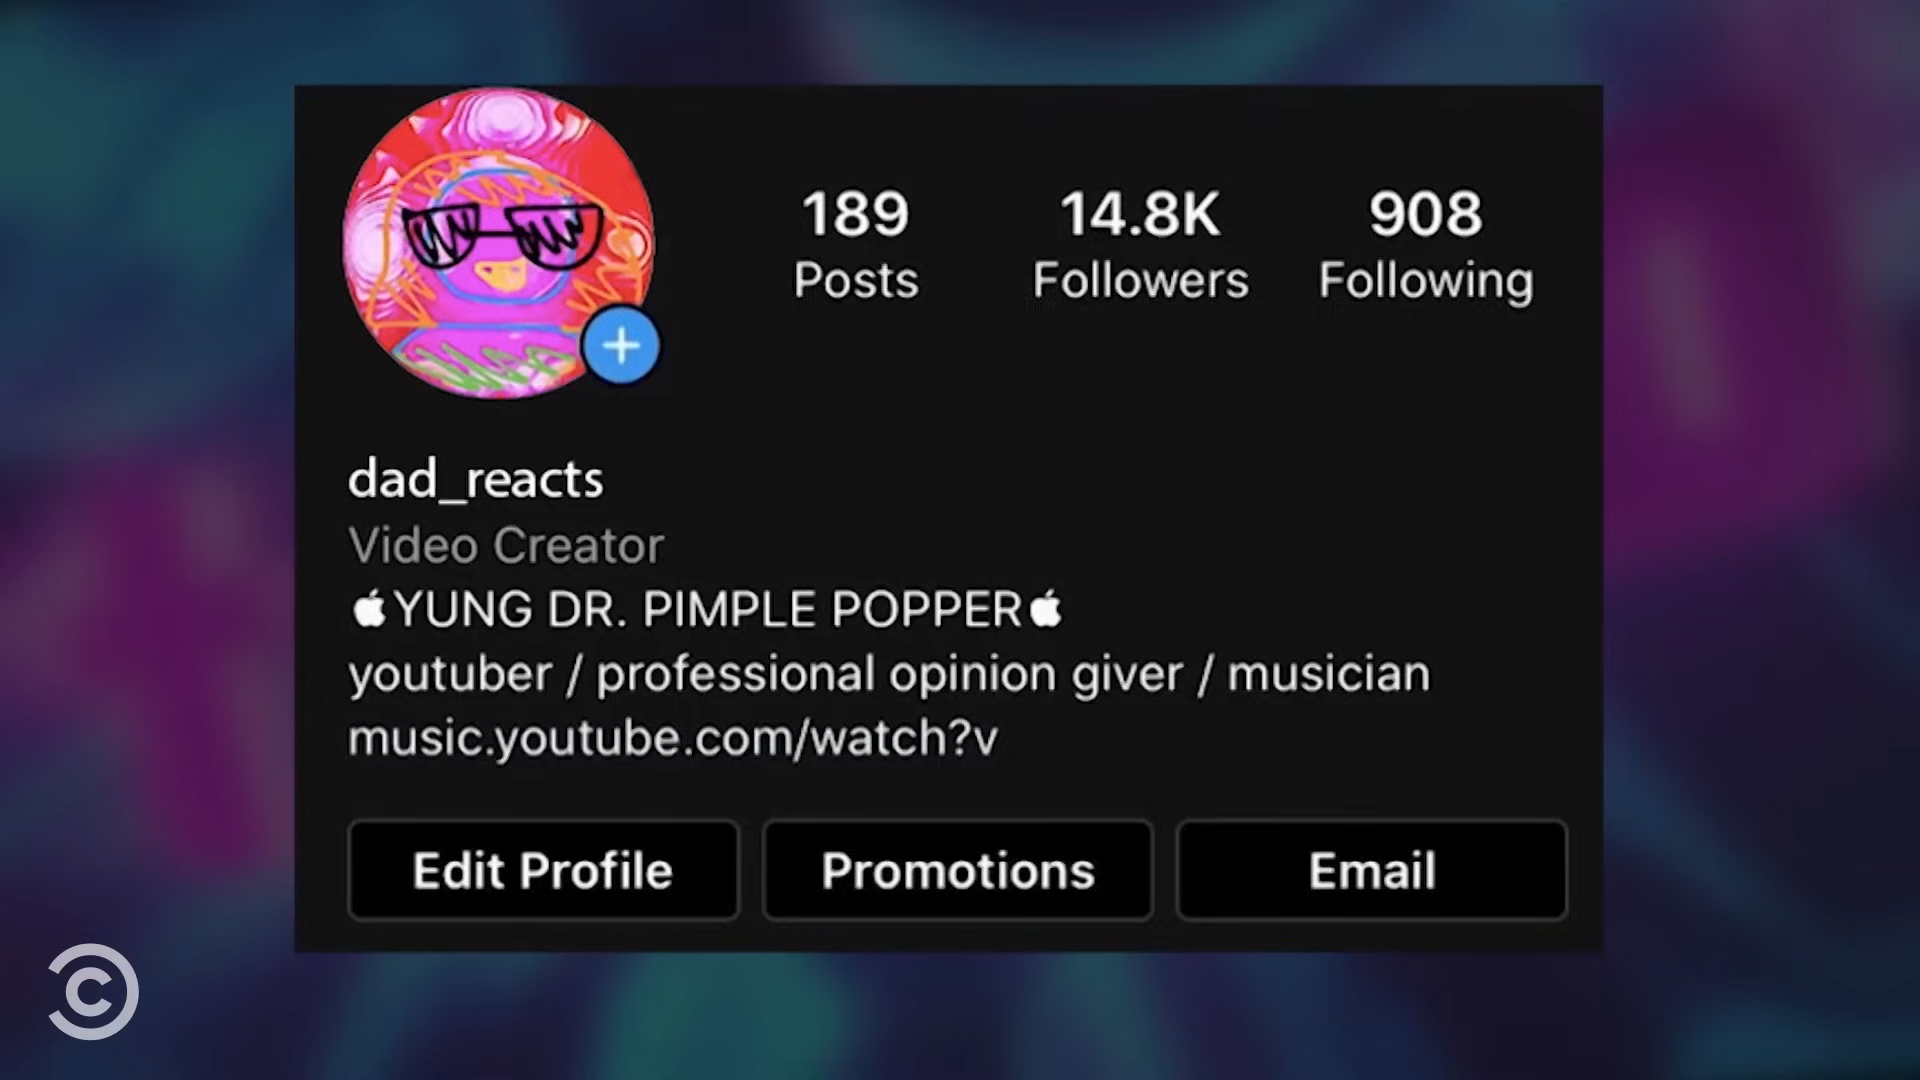 189 14.8K 908
Posts Followers Following
dad_reacts
Video Creator
YUNG DR. PIMPLE POPPER
youtuber / professional opinion giver / musician
music.youtube.com/watch?v
Edit Profile Promotions Email